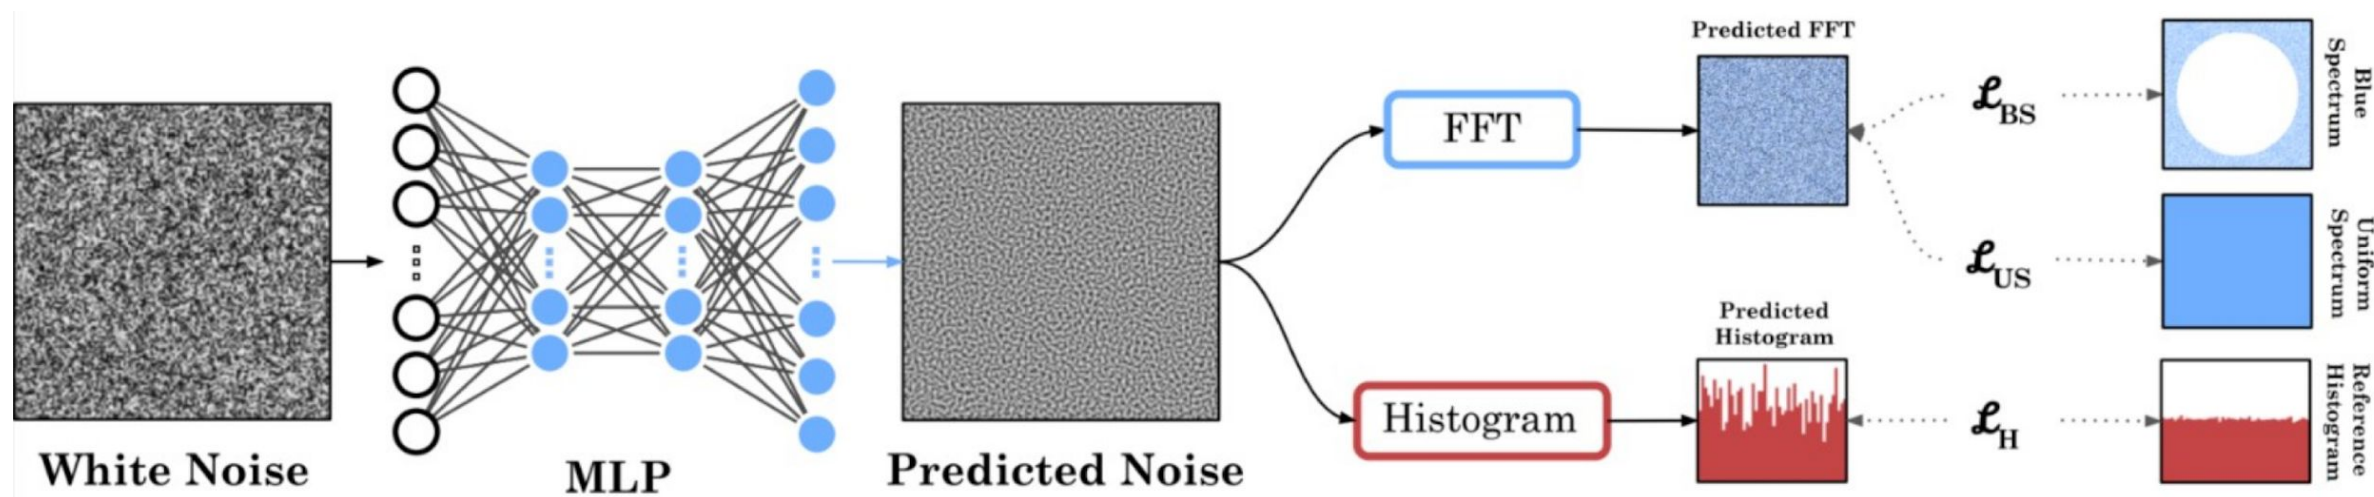 White Noise
MLP
Predicted Noise
FFT
Histogram
Predicted FFT
Predicted
Histogram
ℒBS
ℒUS
ℒH
Blue
Spectrum
Uniform
Spectrum
Reference
Histogram